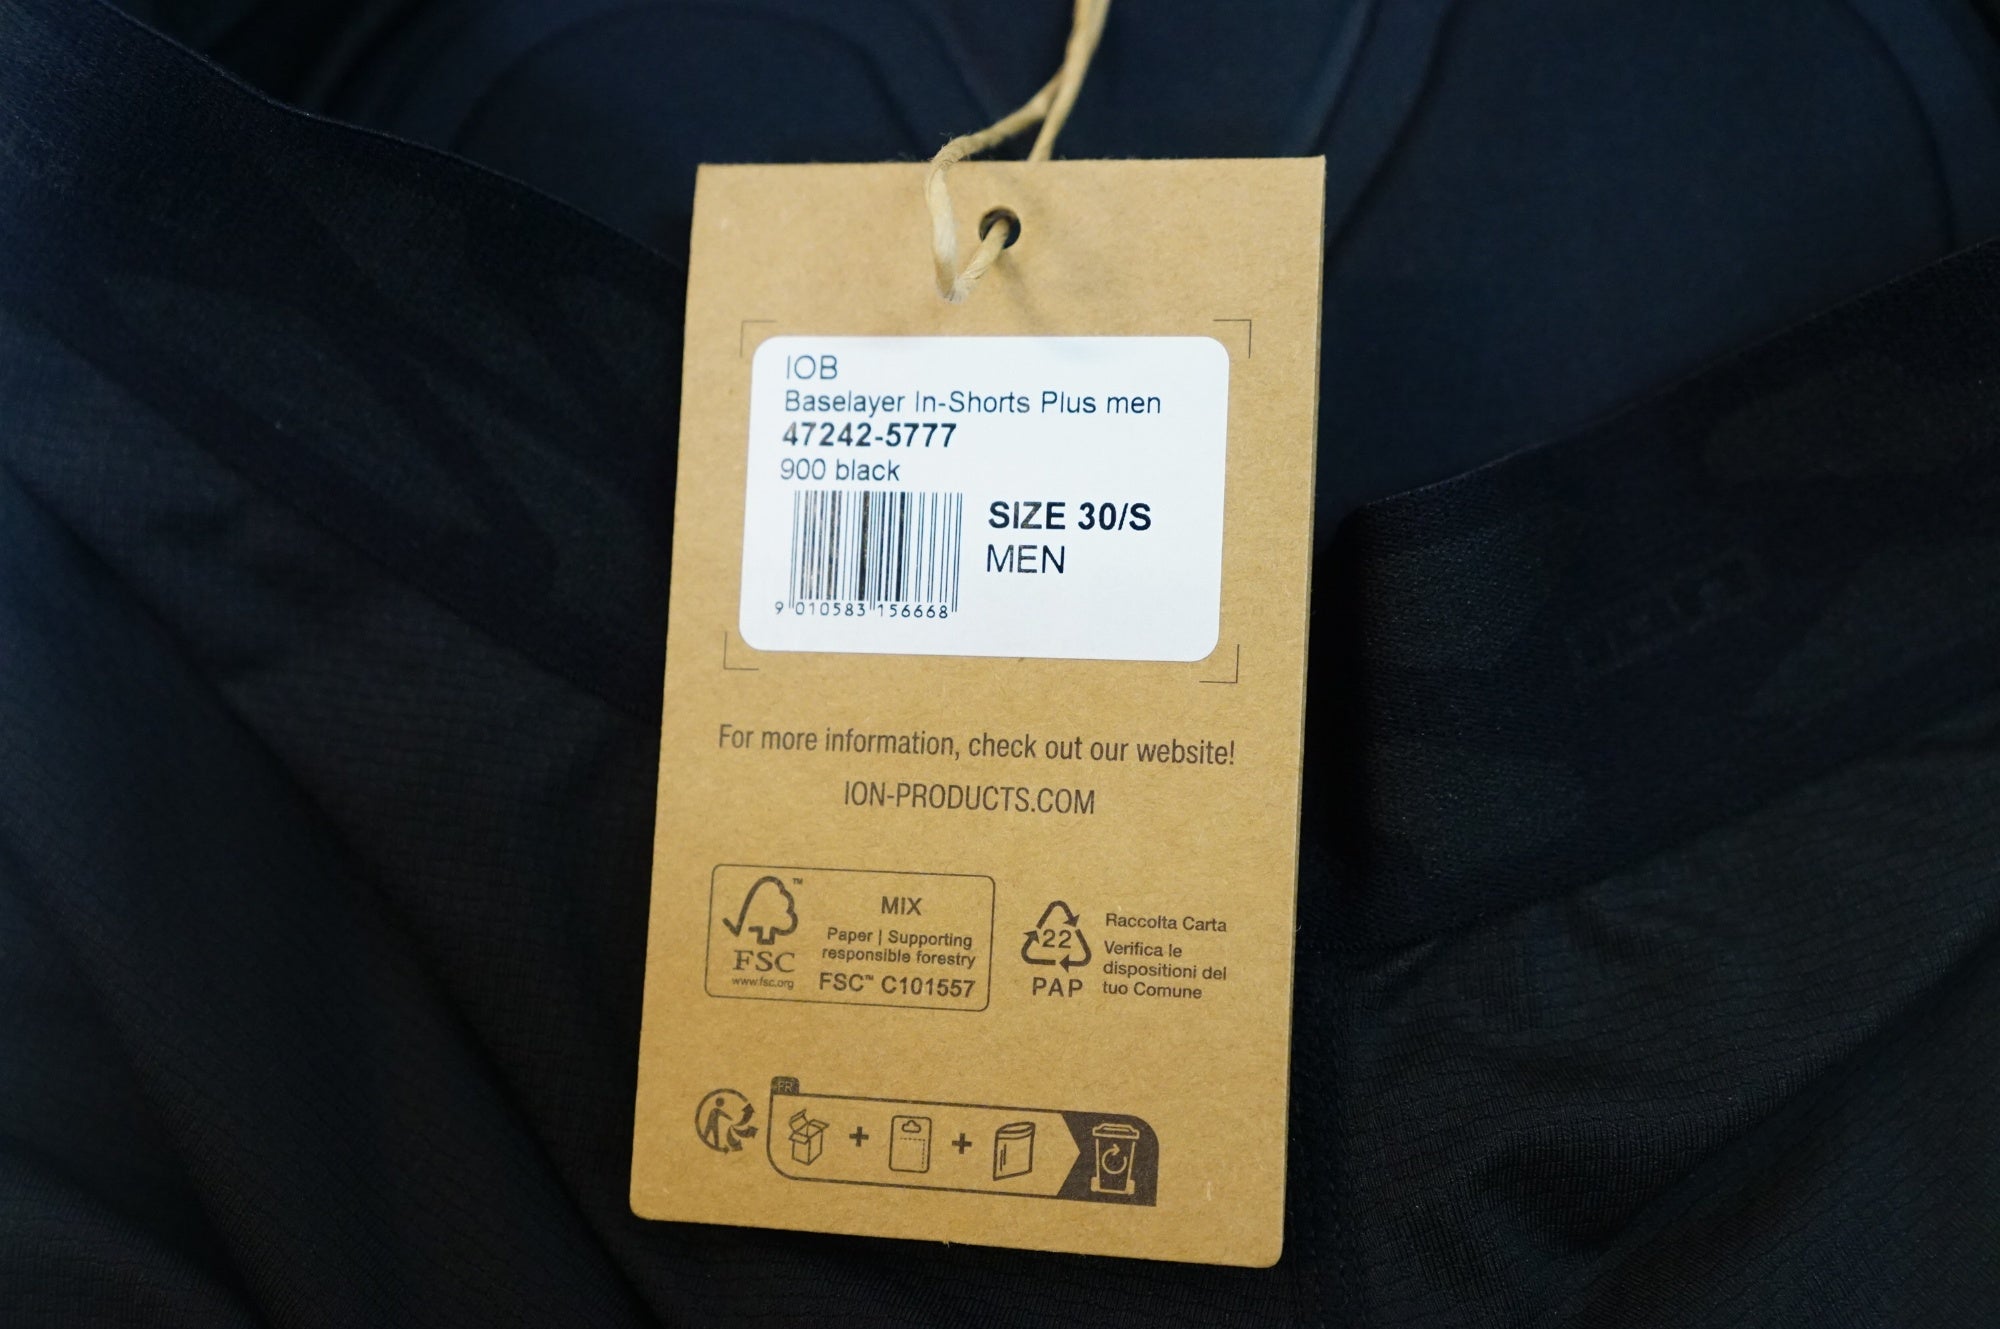 IOB
Baselayer In-Shorts Plus men
47242-5777
900 black
SIZE 30/S
MEN
9 010583 156668
For more information, check out our website!
ION-PRODUCTS.COM
FSC
www.fsc.org
MIX
Paper | Supporting
responsible forestry
FSC™ C101557
22
PAP
Raccolta Carta
Verifica le
disposizioni del
tuo Comune
FR